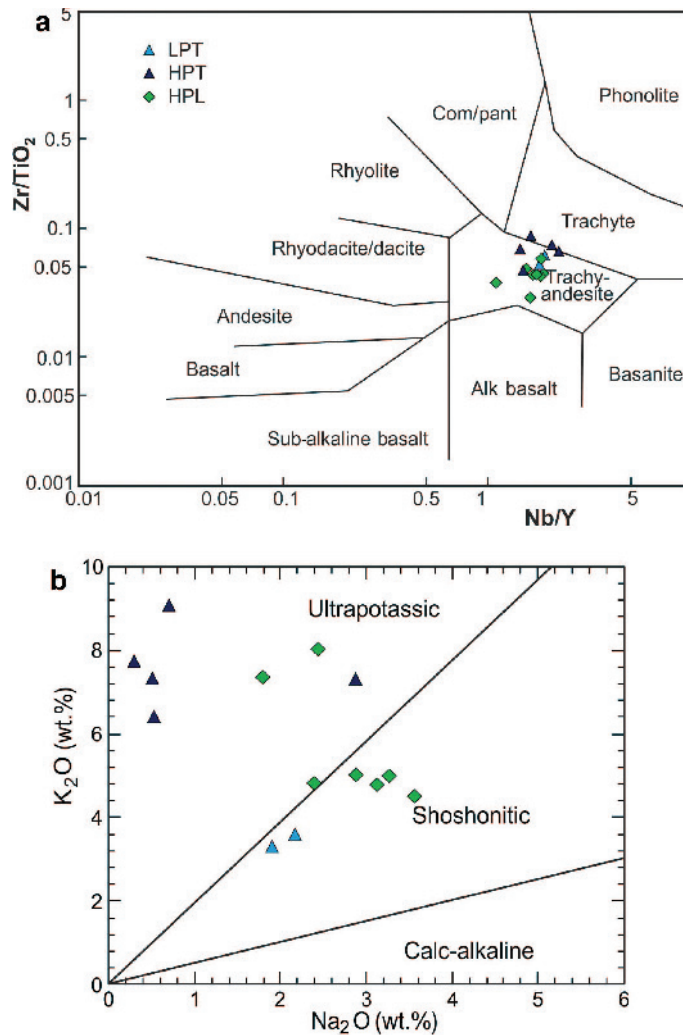 a
LPT
HPT
HPL
Zr/TiO₂
5
1
0.5
0.1
0.05
0.01
0.005
0.001
Com/pant
Phonolite
Rhyolite
Trachyte
Rhyodacite/dacite
Trachy-
andesite
Andesite
Basalt
Alk basalt
Basanite
Sub-alkaline basalt
0.01 0.05 0.1 0.5 1 5
Nb/Y
b
K₂O (wt.%)
10
8
6
4
2
0
Ultrapotassic
Shoshonitic
Calc-alkaline
0 1 2 3 4 5 6
Na₂O (wt.%)